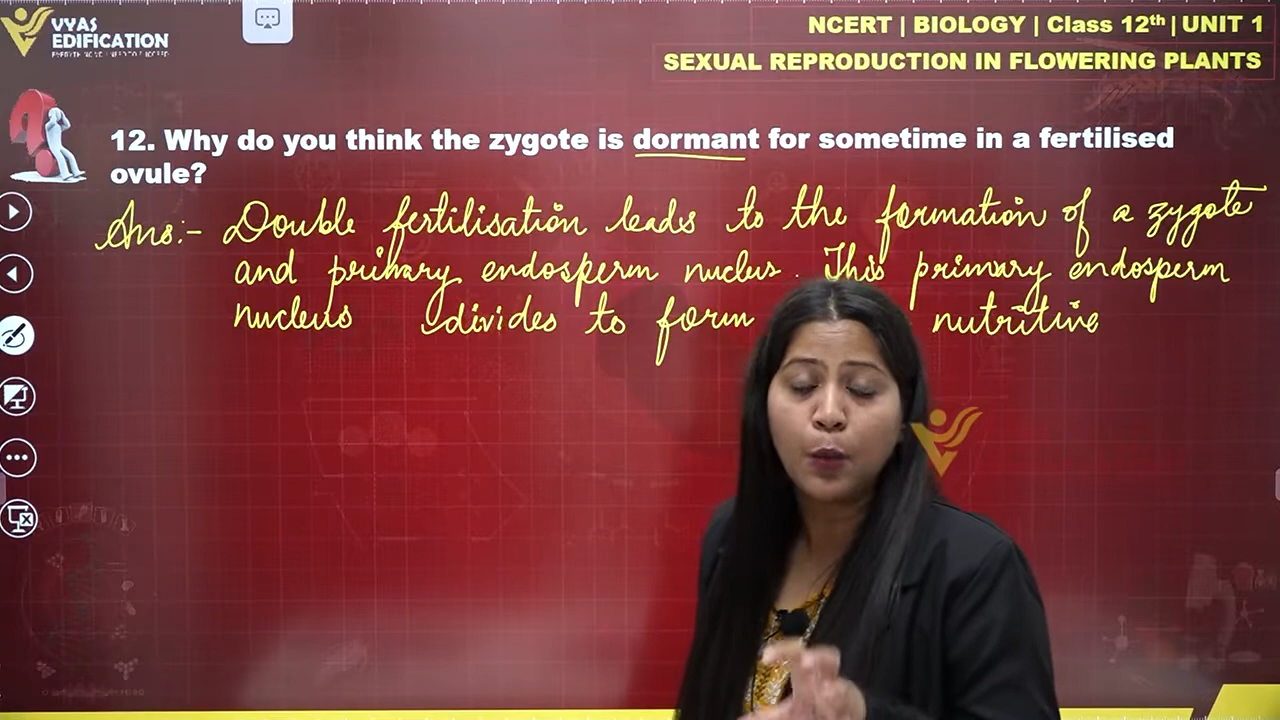 VYAS
EDIFICATION
NCERT | BIOLOGY | Class 12th | UNIT 1
SEXUAL REPRODUCTION IN FLOWERING PLANTS
12. Why do you think the zygote is dormant for sometime in a fertilised
ovule?
Ans:- Double fertilisation leads to the formation of a zygote
and primary endosperm nucleus. This primary endosperm
nucleus divides to form nutritive